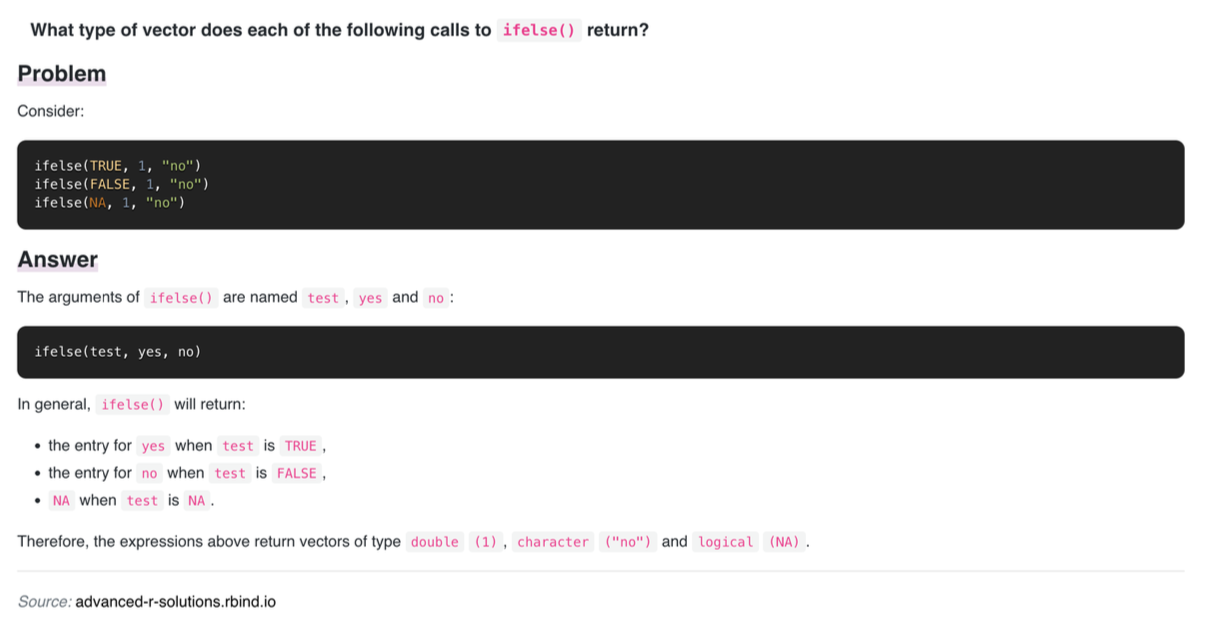 What type of vector does each of the following calls to ifelse() return?
Problem
Consider:
ifelse(TRUE, 1, "no")
ifelse(FALSE, 1, "no")
ifelse(NA, 1, "no")
Answer
The arguments of ifelse() are named test , yes and no :
ifelse(test, yes, no)
In general, ifelse() will return:
• the entry for yes when test is TRUE ,
• the entry for no when test is FALSE ,
• NA when test is NA .
Therefore, the expressions above return vectors of type double (1) , character ("no") and logical (NA) .
Source: advanced-r-solutions.rbind.io